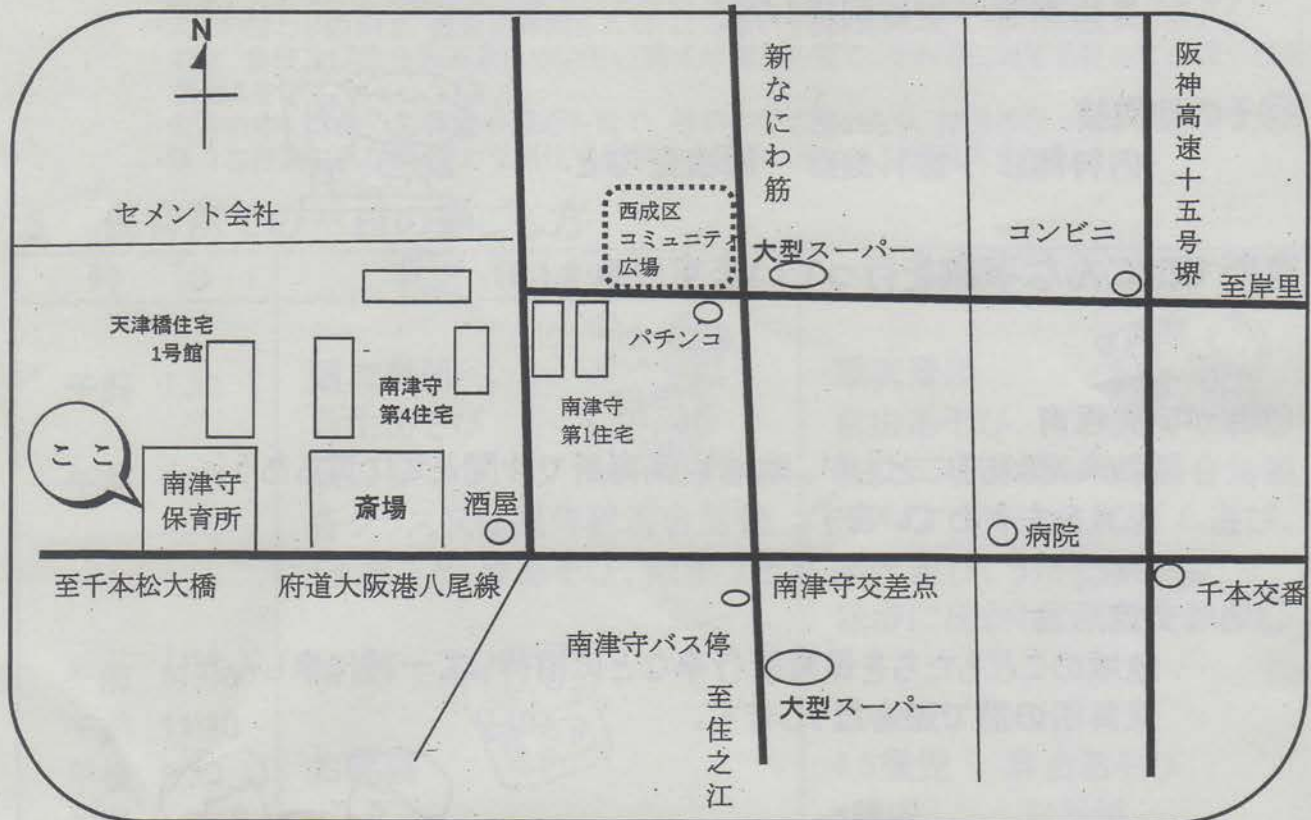 N
新なにわ筋
阪神高速十五号堺
セメント会社
西成区
コミュニティ
広場
大型スーパー
コンビニ
至岸里
天津橋住宅
1号館
パチンコ
南津守
第4住宅
南津守
第1住宅
ここ
南津守
保育所
斎場
酒屋
病院
至千本松大橋
府道大阪港八尾線
南津守交差点
千本交番
南津守バス停
大型スーパー
至住之江